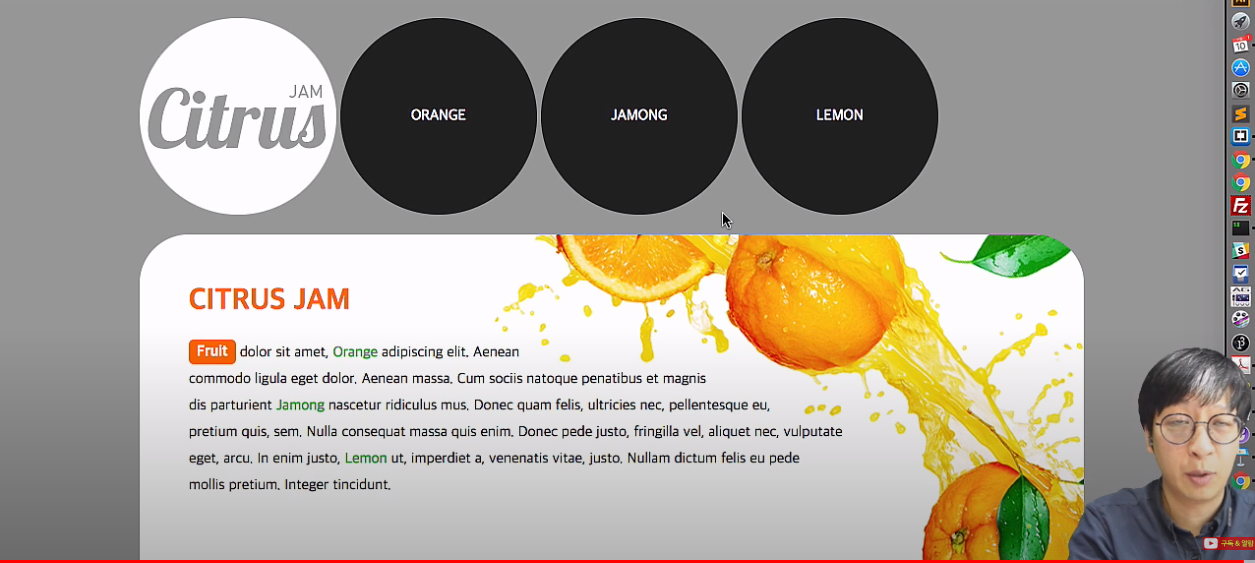 JAM
Citrus
ORANGE
JAMONG
LEMON
CITRUS JAM
Fruit dolor sit amet, Orange adipiscing elit. Aenean
commodo ligula eget dolor. Aenean massa. Cum sociis natoque penatibus et magnis
dis parturient Jamong nascetur ridiculus mus. Donec quam felis, ultricies nec, pellentesque eu,
pretium quis, sem. Nulla consequat massa quis enim. Donec pede justo, fringilla vel, aliquet nec, vulputate
eget, arcu. In enim justo, Lemon ut, imperdiet a, venenatis vitae, justo. Nullam dictum felis eu pede
mollis pretium. Integer tincidunt.
10
Fz
S
구독 & 알림